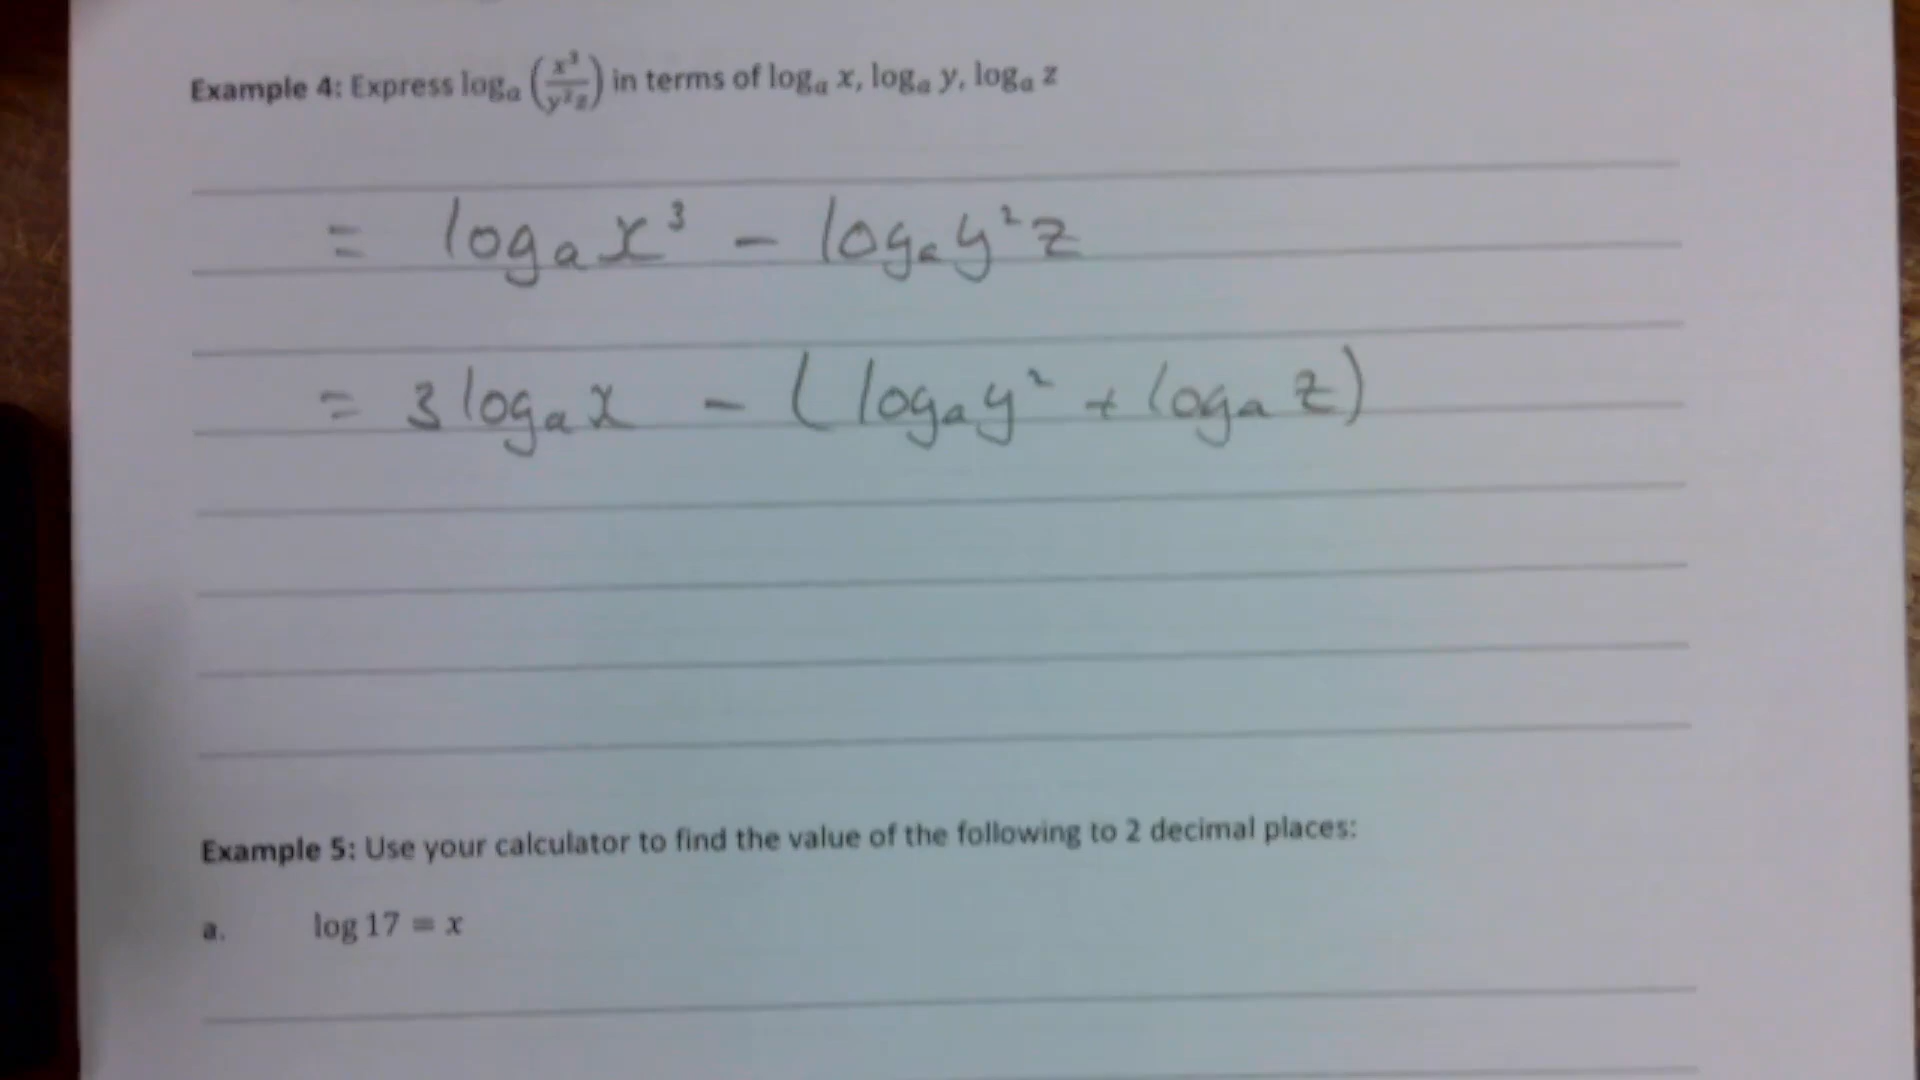 Example 4: Express logₐ (x³/y²z) in terms of logₐ x, logₐ y, logₐ z
= logₐ x³ − logₐ y²z
= 3 logₐ x − (logₐ y² + logₐ z)
Example 5: Use your calculator to find the value of the following to 2 decimal places:
a. log 17 = x